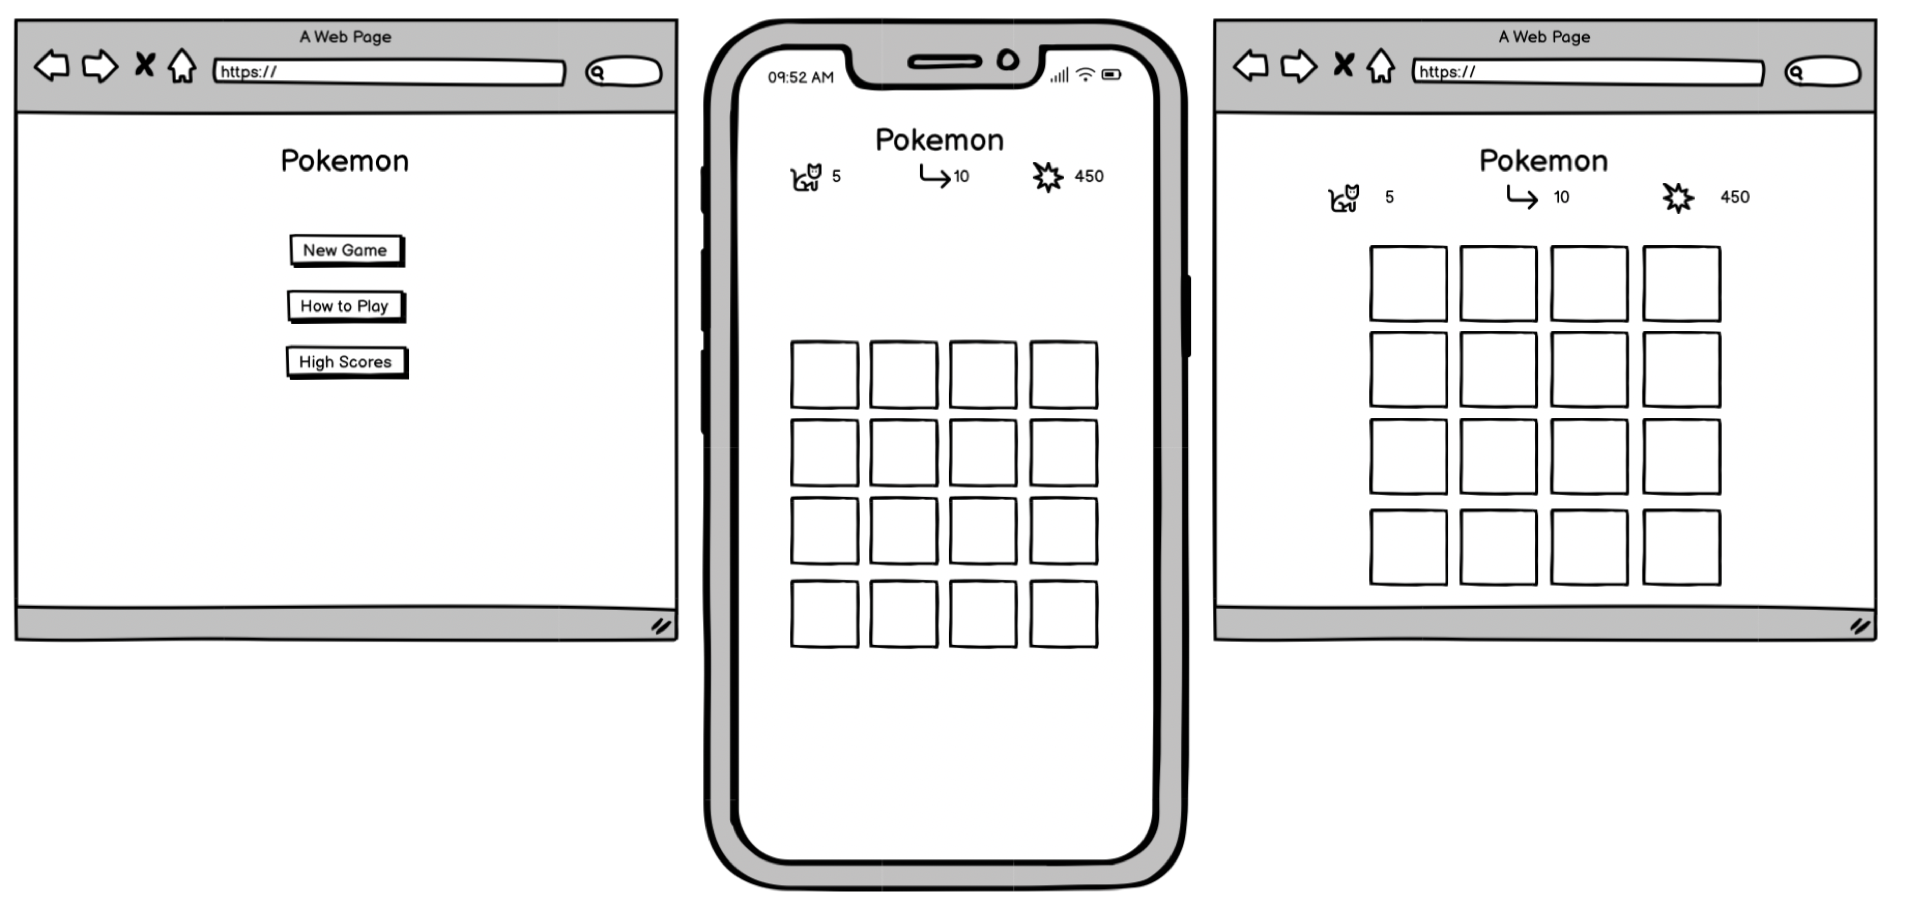 A Web Page
https://
Pokemon
New Game
How to Play
High Scores
09:52 AM
Pokemon
5 10 450
A Web Page
https://
Pokemon
5 10 450